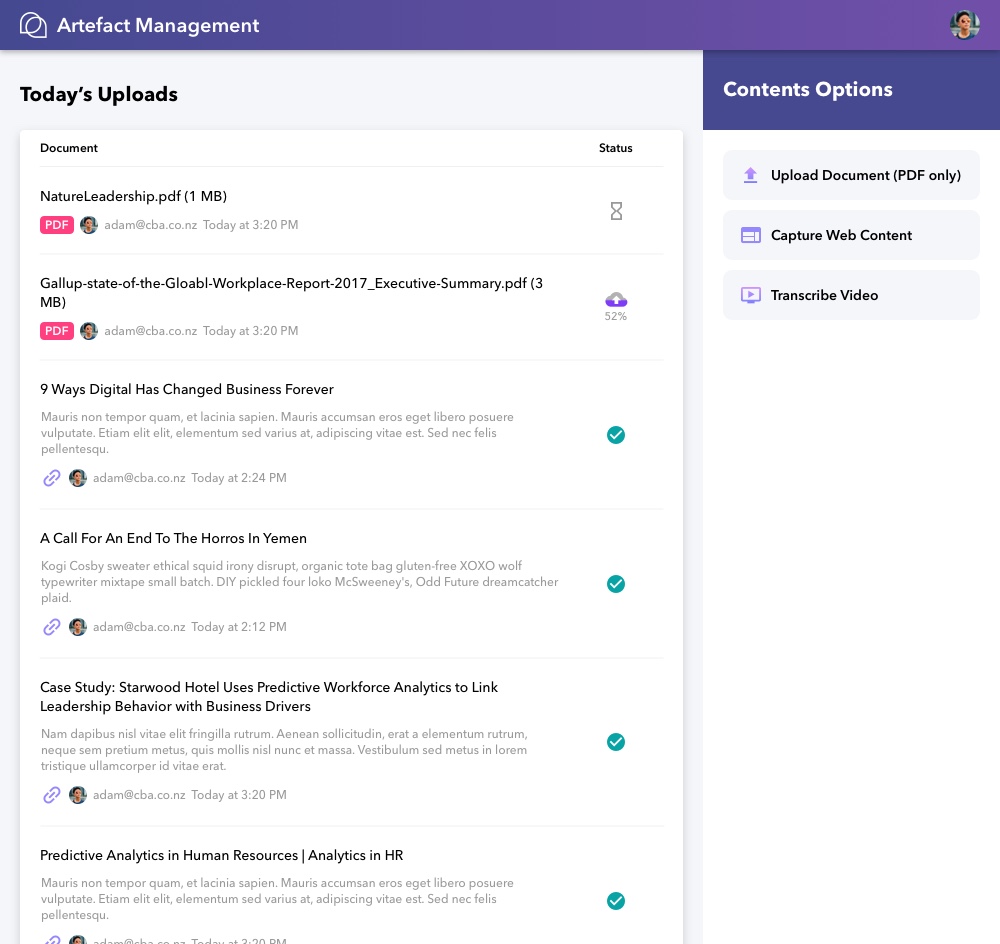 Artefact Management
Today's Uploads
Document
Status
NatureLeadership.pdf (1 MB)
PDF
adam@cba.co.nz Today at 3:20 PM
Gallup-state-of-the-Gloabl-Workplace-Report-2017_Executive-Summary.pdf (3
MB)
52%
PDF
adam@cba.co.nz Today at 3:20 PM
9 Ways Digital Has Changed Business Forever
Mauris non tempor quam, et lacinia sapien. Mauris accumsan eros eget libero posuere
vulputate. Etiam elit elit, elementum sed varius at, adipiscing vitae est. Sed nec felis
pellentesqu.
adam@cba.co.nz Today at 2:24 PM
A Call For An End To The Horros In Yemen
Kogi Cosby sweater ethical squid irony disrupt, organic tote bag gluten-free XOXO wolf
typewriter mixtape small batch. DIY pickled four loko McSweeney's, Odd Future dreamcatcher
plaid.
adam@cba.co.nz Today at 2:12 PM
Case Study: Starwood Hotel Uses Predictive Workforce Analytics to Link
Leadership Behavior with Business Drivers
Nam dapibus nisl vitae elit fringilla rutrum. Aenean sollicitudin, erat a elementum rutrum,
neque sem pretium metus, quis mollis nisl nunc et massa. Vestibulum sed metus in lorem
tristique ullamcorper id vitae erat.
adam@cba.co.nz Today at 3:20 PM
Predictive Analytics in Human Resources | Analytics in HR
Mauris non tempor quam, et lacinia sapien. Mauris accumsan eros eget libero posuere
vulputate. Etiam elit elit, elementum sed varius at, adipiscing vitae est. Sed nec felis
pellentesqu.
adam@cba.co.nz Today at 3:20 PM
Contents Options
Upload Document (PDF only)
Capture Web Content
Transcribe Video